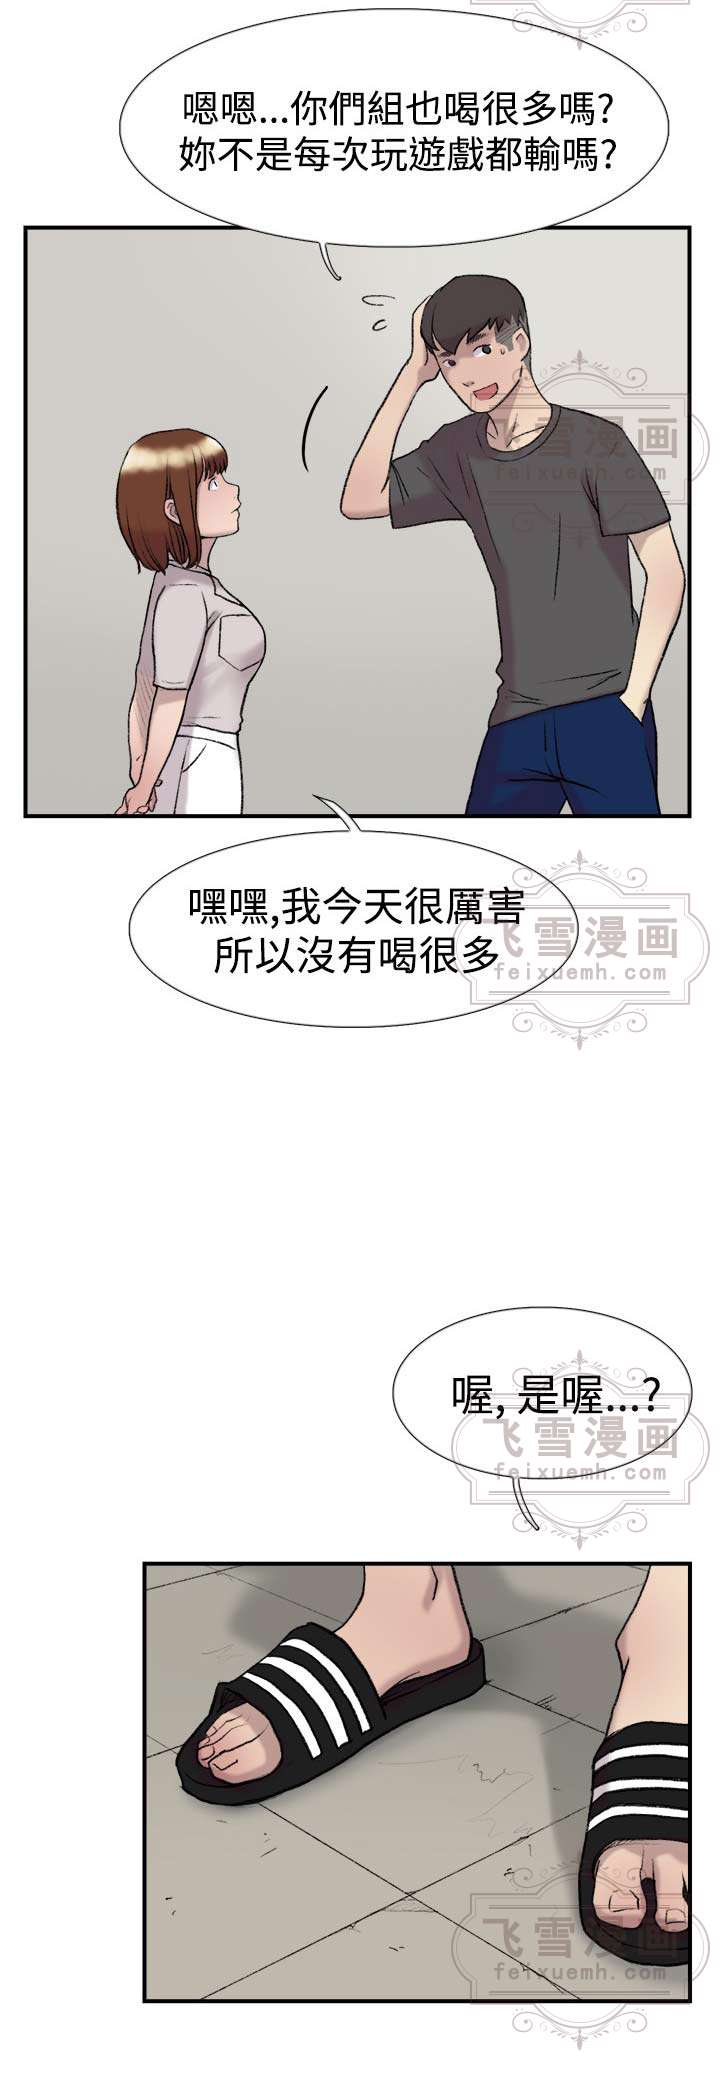 嗯嗯...你們組也喝很多嗎?
妳不是每次玩遊戲都輸嗎?
飞雪漫画
feixuemh.com
嘿嘿,我今天很厲害
所以沒有喝很多
飞雪漫画
feixuemh.com
喔, 是喔...?
飞雪漫画
feixuemh.com
飞雪漫画
feixuemh.com